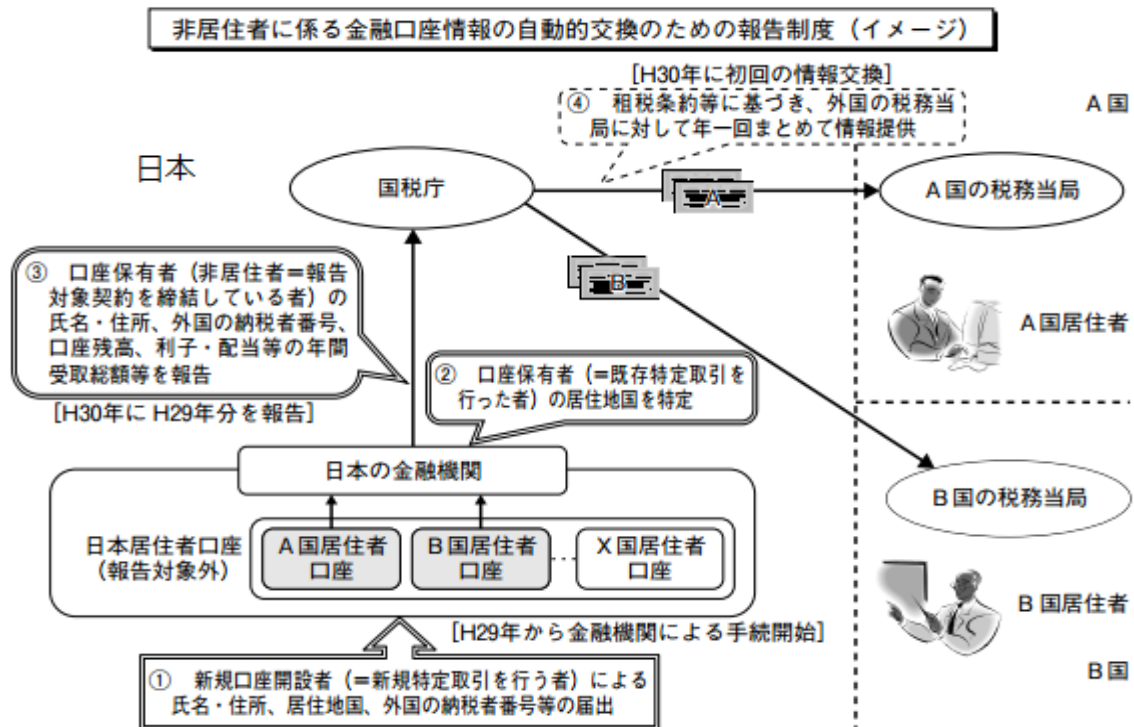 非居住者に係る金融口座情報の自動的交換のための報告制度（イメージ）
[H30年に初回の情報交換]
④ 租税条約等に基づき、外国の税務当
局に対して年一回まとめて情報提供
A国
日本
国税庁
A
A国の税務当局
B
③ 口座保有者（非居住者＝報告
対象契約を締結している者）の
氏名・住所、外国の納税者番号、
口座残高、利子・配当等の年間
受取総額等を報告
[H30年に H29年分を報告]
A国居住者
② 口座保有者（＝既存特定取引を
行った者）の居住地国を特定
日本の金融機関
B国の税務当局
日本居住者口座
（報告対象外）
A国居住者
口座
B国居住者
口座
X国居住者
口座
B国居住者
[H29年から金融機関による手続開始]
① 新規口座開設者（＝新規特定取引を行う者）による
氏名・住所、居住地国、外国の納税者番号等の届出
B国